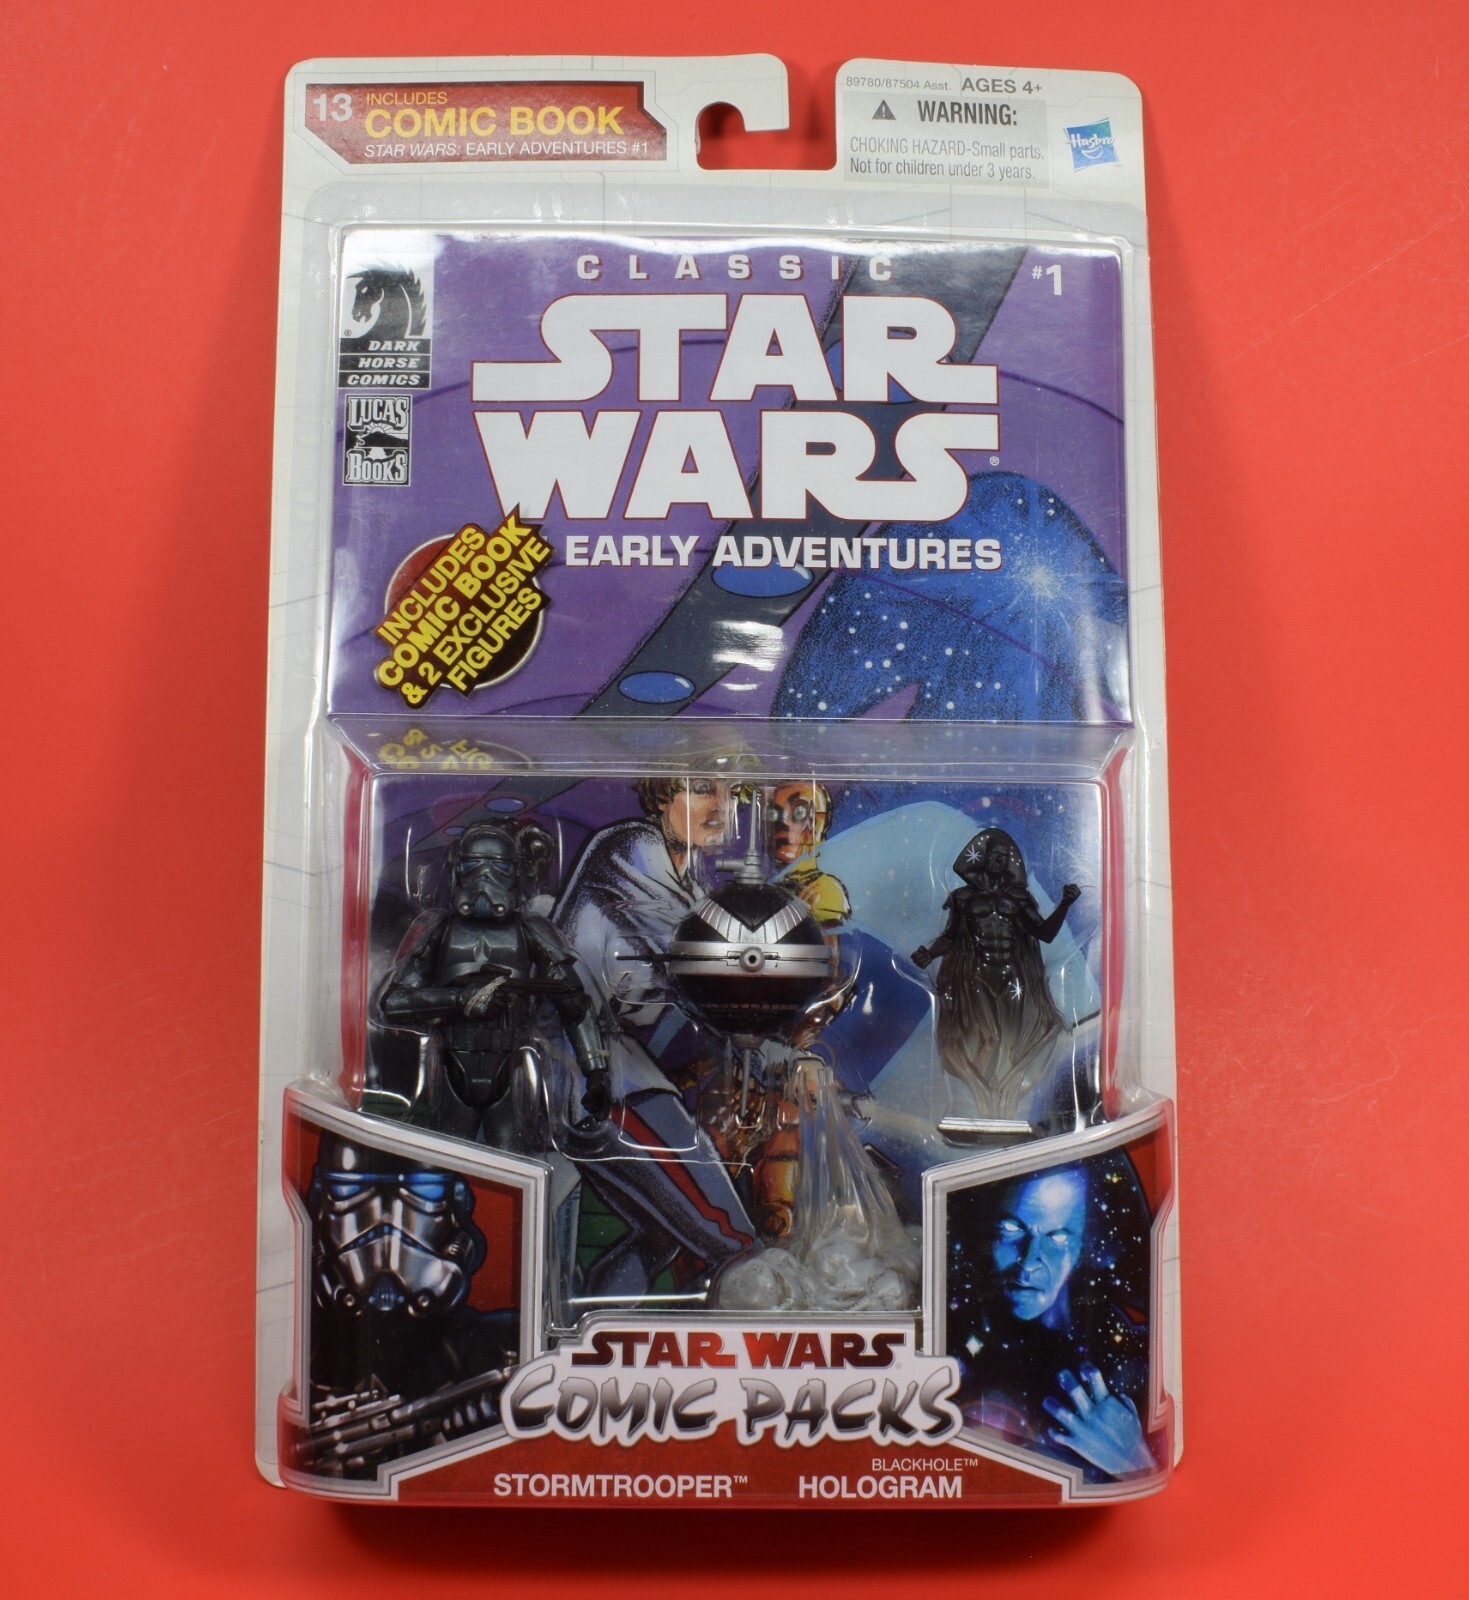 13
INCLUDES
COMIC BOOK
STAR WARS: EARLY ADVENTURES #1
89780/87504 Asst. AGES 4+
WARNING:
CHOKING HAZARD-Small parts.
Not for children under 3 years.
Hasbro
DARK
HORSE
COMICS
LUCAS
BOOKS
CLASSIC
#1
STAR
WARS®
EARLY ADVENTURES
INCLUDES
COMIC BOOK
& 2 EXCLUSIVE
FIGURES
STAR WARS
COMIC PACKS
STORMTROOPER™
BLACKHOLE™
HOLOGRAM